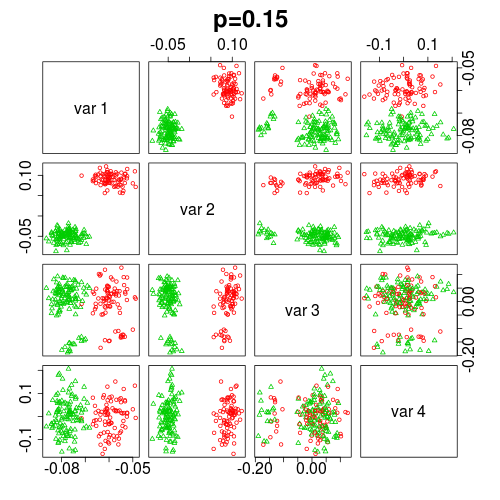 p=0.15
-0.05 0.10 -0.1 0.1
var 1
-0.08 -0.05
var 2
-0.05 0.10
var 3
-0.20 0.00
var 4
-0.1 0.1
-0.08 -0.05 -0.20 0.00